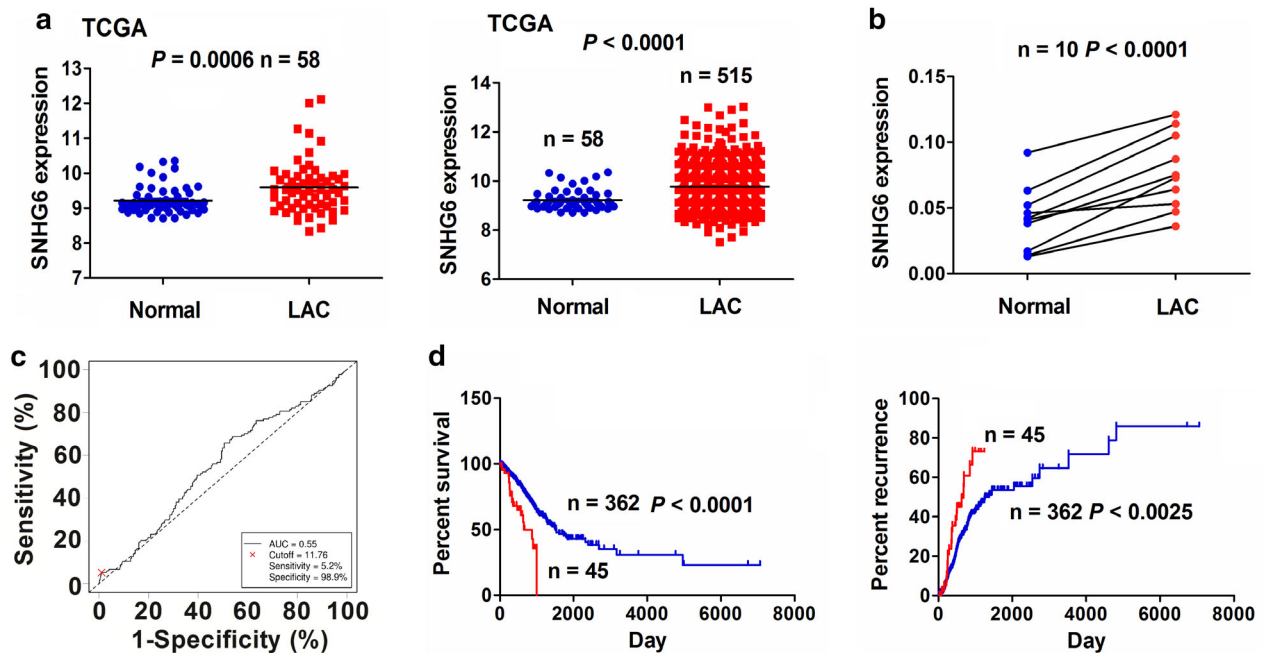 a
TCGA
P = 0.0006 n = 58
SNHG6 expression
13
12
11
10
9
8
7
Normal
LAC
TCGA
P < 0.0001
n = 58
n = 515
SNHG6 expression
14
12
10
8
6
Normal
LAC
b
n = 10 P < 0.0001
SNHG6 expression
0.15
0.10
0.05
0.00
Normal
LAC
c
Sensitivity (%)
100
80
60
40
20
0
AUC = 0.55
Cutoff = 11.76
Sensitivity = 5.2%
Specificity = 98.9%
0 20 40 60 80 100
1-Specificity (%)
d
Percent survival
150
100
50
0
n = 362 P < 0.0001
n = 45
0 2000 4000 6000 8000
Day
Percent recurrence
100
80
60
40
20
0
n = 45
n = 362 P < 0.0025
0 2000 4000 6000 8000
Day